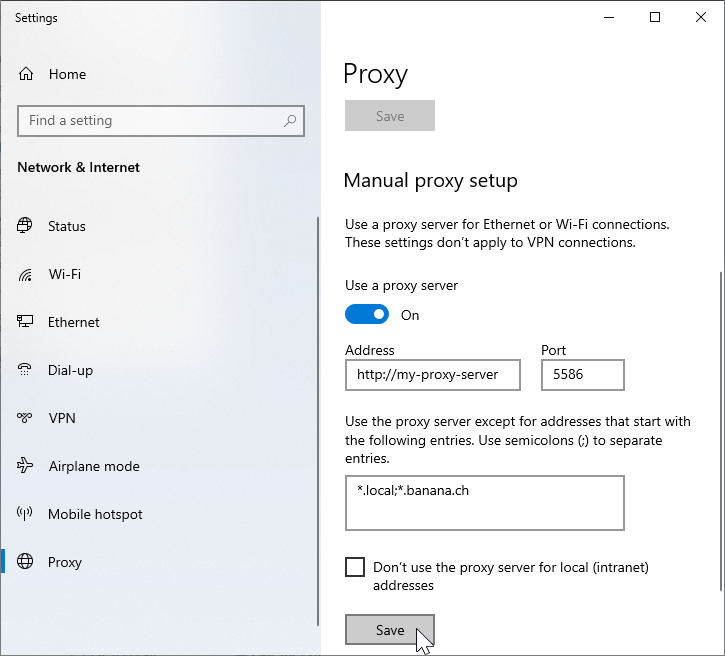 Settings
Home
Find a setting
Network & Internet
Status
Wi-Fi
Ethernet
Dial-up
VPN
Airplane mode
Mobile hotspot
Proxy
Proxy
Save
Manual proxy setup
Use a proxy server for Ethernet or Wi-Fi connections.
These settings don't apply to VPN connections.
Use a proxy server
On
Address Port
http://my-proxy-server 5586
Use the proxy server except for addresses that start with
the following entries. Use semicolons (;) to separate
entries.
*.local;*.banana.ch
Don't use the proxy server for local (intranet)
addresses
Save